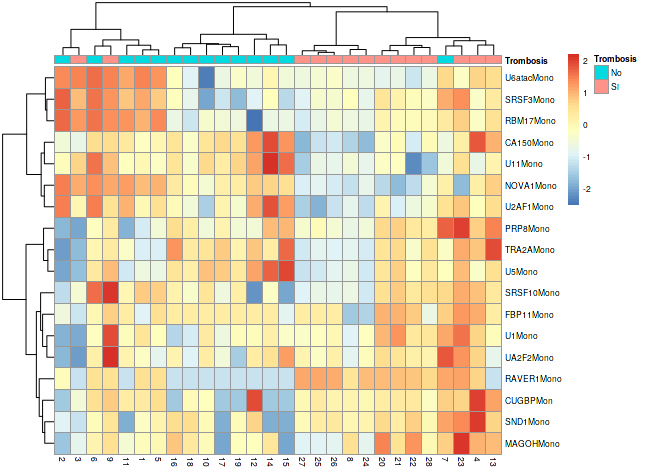 Trombosis
Trombosis
No
SI
2
1
0
-1
-2
U6atacMono
SRSF3Mono
RBM17Mono
CA150Mono
U11Mono
NOVA1Mono
U2AF1Mono
PRP8Mono
TRA2AMono
U5Mono
SRSF10Mono
FBP11Mono
U1Mono
UA2F2Mono
RAVER1Mono
CUGBPMon
SND1Mono
MAGOHMono
2 3 6 9 11 1 5 16 18 10 17 19 12 14 15 27 25 26 8 24 20 21 22 28 7 23 4 13